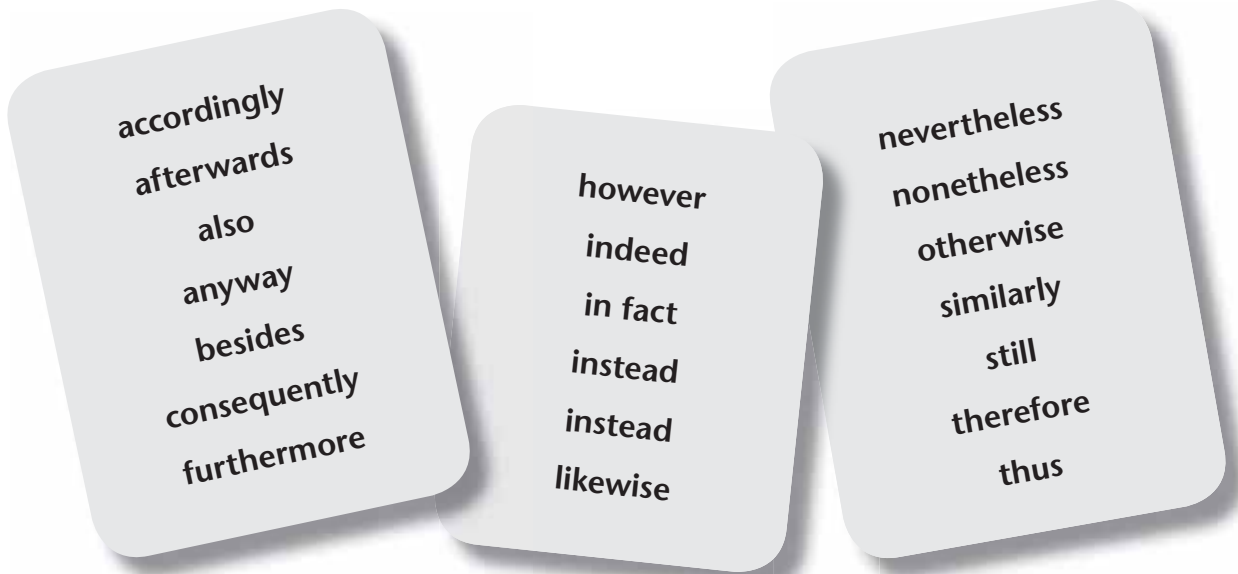 accordingly
afterwards
also
anyway
besides
consequently
furthermore
however
indeed
in fact
instead
instead
likewise
nevertheless
nonetheless
otherwise
similarly
still
therefore
thus